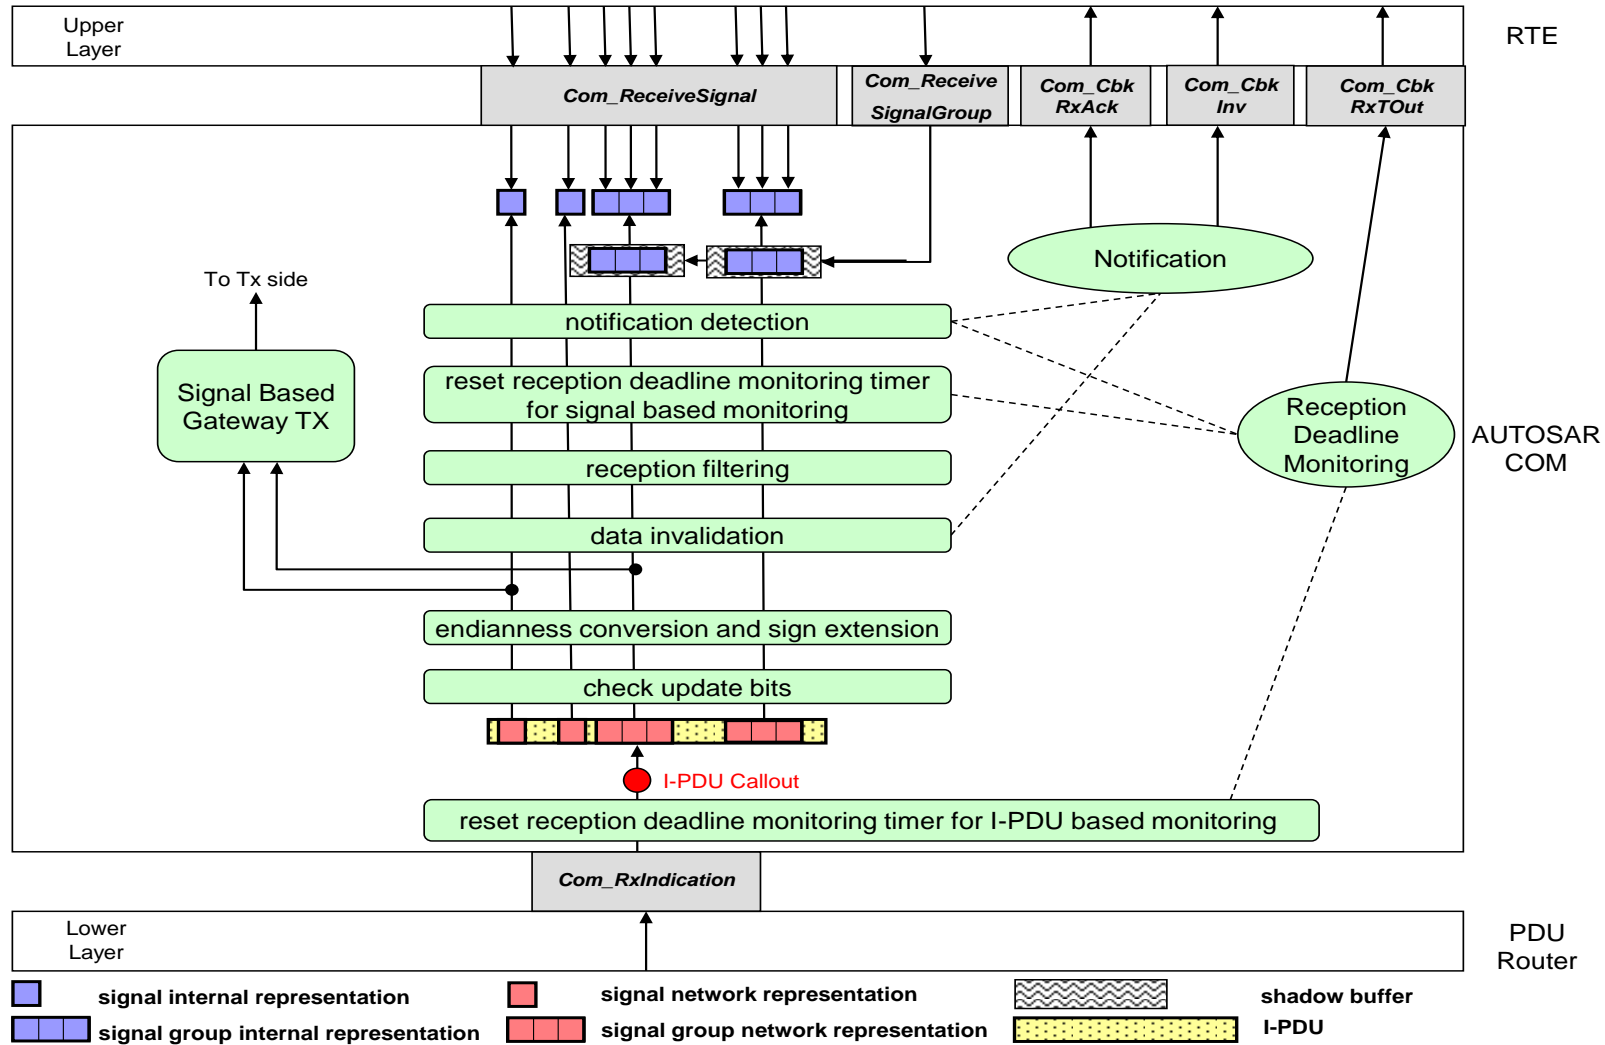 Upper
Layer
RTE
Com_ReceiveSignal
Com_Receive
SignalGroup
Com_Cbk
RxAck
Com_Cbk
Inv
Com_Cbk
RxTOut
Notification
To Tx side
notification detection
Signal Based
Gateway TX
reset reception deadline monitoring timer
for signal based monitoring
Reception
Deadline
Monitoring
AUTOSAR
COM
reception filtering
data invalidation
endianness conversion and sign extension
check update bits
I-PDU Callout
reset reception deadline monitoring timer for I-PDU based monitoring
Com_RxIndication
Lower
Layer
PDU
Router
signal internal representation
signal network representation
shadow buffer
signal group internal representation
signal group network representation
I-PDU